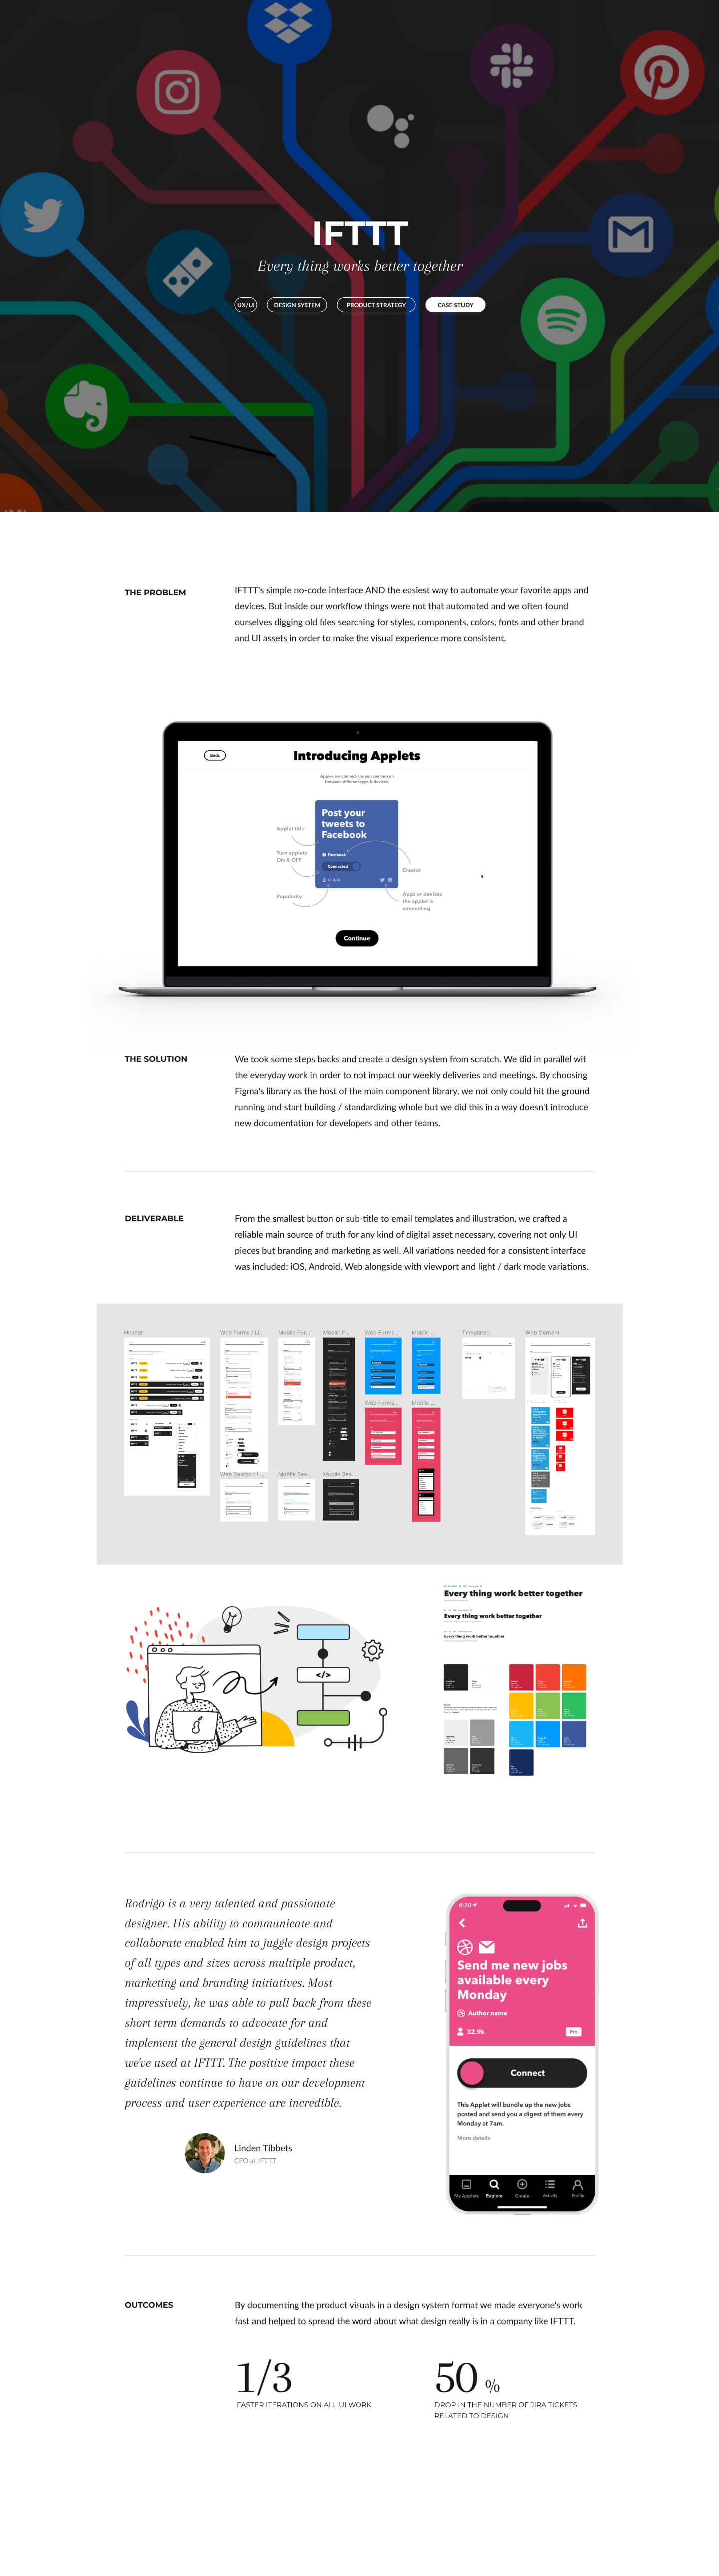 IFTTT
Every thing works better together
UX/UI
DESIGN SYSTEM
PRODUCT STRATEGY
CASE STUDY
THE PROBLEM
IFTTT's simple no-code interface AND the easiest way to automate your favorite apps and
devices. But inside our workflow things were not that automated and we often found
ourselves digging old files searching for styles, components, colors, fonts and other brand
and UI assets in order to make the visual experience more consistent.
Back
Introducing Applets
Apples are connections you can turn on
between different apps & devices
Post your
tweets to
Facebook
Applet title
Turn applets
ON & OFF
Facebook
Connected
Creator
Popularity
Apps or devices
the applet is
connecting
Continue
THE SOLUTION
We took some steps backs and create a design system from scratch. We did in parallel wit
the everyday work in order to not impact our weekly deliveries and meetings. By choosing
Figma's library as the host of the main component library, we not only could hit the ground
running and start building / standardizing whole but we did this in a way doesn't introduce
new documentation for developers and other teams.
DELIVERABLE
From the smallest button or sub-title to email templates and illustration, we crafted a
reliable main source of truth for any kind of digital asset necessary, covering not only UI
pieces but branding and marketing as well. All variations needed for a consistent interface
was included: iOS, Android, Web alongside with viewport and light / dark mode variations.
Header
Web Forms / Li...
Mobile For...
Mobile F...
Web Forms...
Mobile ...
Templates
Web Content
Web Forms...
Mobile ...
Web Search / L...
Mobile Sea...
Mobile Sea...
Every thing work better together
Every thing work better together
Every thing work better together
</>
Rodrigo is a very talented and passionate
designer. His ability to communicate and
collaborate enabled him to juggle design projects
of all types and sizes across multiple product,
marketing and branding initiatives. Most
impressively, he was able to pull back from these
short term demands to advocate for and
implement the general design guidelines that
we've used at IFTTT. The positive impact these
guidelines continue to have on our development
process and user experience are incredible.
Linden Tibbets
CEO at IFTTT
4:20
Send me new jobs
available every
Monday
Author name
32.9k
Pro
Connect
This Applet will bundle up the new jobs
posted and send you a digest of them every
Monday at 7am.
More details
My Applets
Explore
Create
Activity
Profile
OUTCOMES
By documenting the product visuals in a design system format we made everyone's work
fast and helped to spread the word about what design really is in a company like IFTTT.
1/3
FASTER ITERATIONS ON ALL UI WORK
50 %
DROP IN THE NUMBER OF JIRA TICKETS
RELATED TO DESIGN